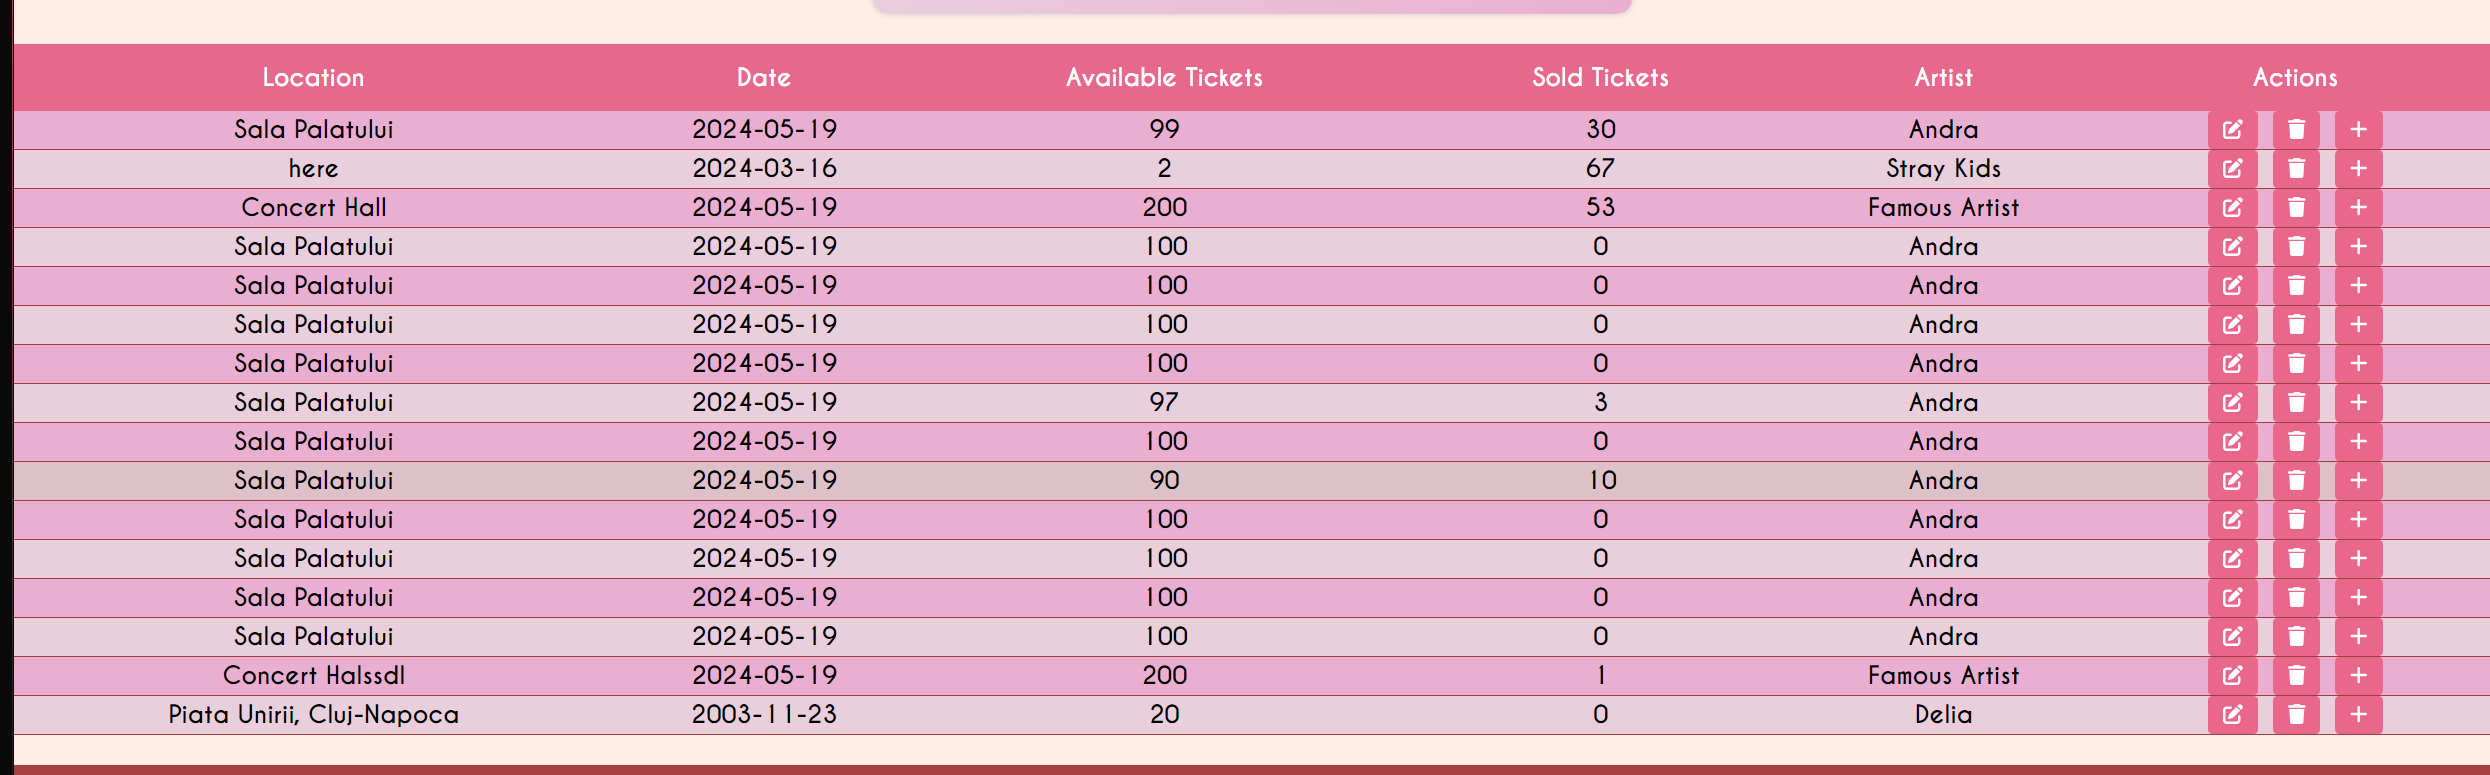 Location Date Available Tickets Sold Tickets Artist Actions
Sala Palatului 2024-05-19 99 30 Andra
here 2024-03-16 2 67 Stray Kids
Concert Hall 2024-05-19 200 53 Famous Artist
Sala Palatului 2024-05-19 100 0 Andra
Sala Palatului 2024-05-19 100 0 Andra
Sala Palatului 2024-05-19 100 0 Andra
Sala Palatului 2024-05-19 100 0 Andra
Sala Palatului 2024-05-19 97 3 Andra
Sala Palatului 2024-05-19 100 0 Andra
Sala Palatului 2024-05-19 90 10 Andra
Sala Palatului 2024-05-19 100 0 Andra
Sala Palatului 2024-05-19 100 0 Andra
Sala Palatului 2024-05-19 100 0 Andra
Sala Palatului 2024-05-19 100 0 Andra
Concert Halssdl 2024-05-19 200 1 Famous Artist
Piata Unirii, Cluj-Napoca 2003-11-23 20 0 Delia